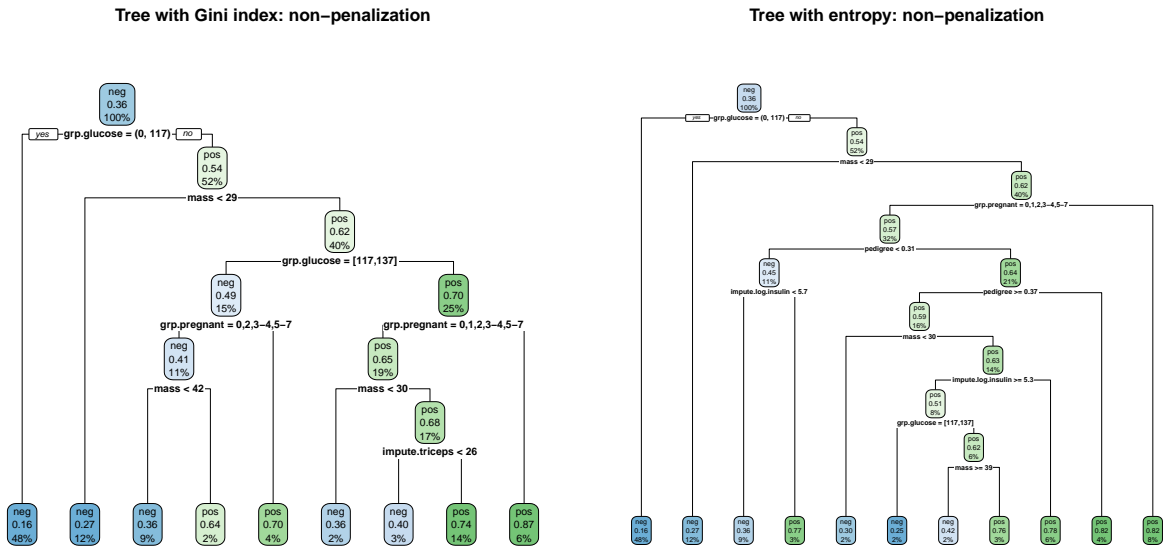 Tree with Gini index: non−penalization
neg
0.36
100%
yes
grp.glucose = (0, 117)
no
pos
0.54
52%
mass < 29
pos
0.62
40%
grp.glucose = [117,137]
neg
0.49
15%
pos
0.70
25%
grp.pregnant = 0,2,3−4,5−7
grp.pregnant = 0,1,2,3−4,5−7
neg
0.41
11%
pos
0.65
19%
mass < 42
mass < 30
pos
0.68
17%
impute.triceps < 26
neg
0.16
48%
neg
0.27
12%
neg
0.36
9%
pos
0.64
2%
pos
0.70
4%
neg
0.36
2%
neg
0.40
3%
pos
0.74
14%
pos
0.87
6%
Tree with entropy: non−penalization
neg
0.36
100%
yes
grp.glucose = (0, 117)
no
pos
0.54
52%
mass < 29
pos
0.62
40%
grp.pregnant = 0,1,2,3−4,5−7
pos
0.57
32%
pedigree < 0.31
neg
0.45
11%
pos
0.64
21%
impute.log.insulin < 5.7
pedigree >= 0.37
pos
0.59
16%
mass < 30
pos
0.63
14%
impute.log.insulin >= 5.3
pos
0.51
8%
grp.glucose = [117,137]
pos
0.62
6%
mass >= 39
neg
0.16
48%
neg
0.27
12%
neg
0.36
9%
pos
0.77
3%
neg
0.30
2%
neg
0.25
2%
neg
0.42
2%
pos
0.76
3%
pos
0.78
6%
pos
0.82
4%
pos
0.82
8%